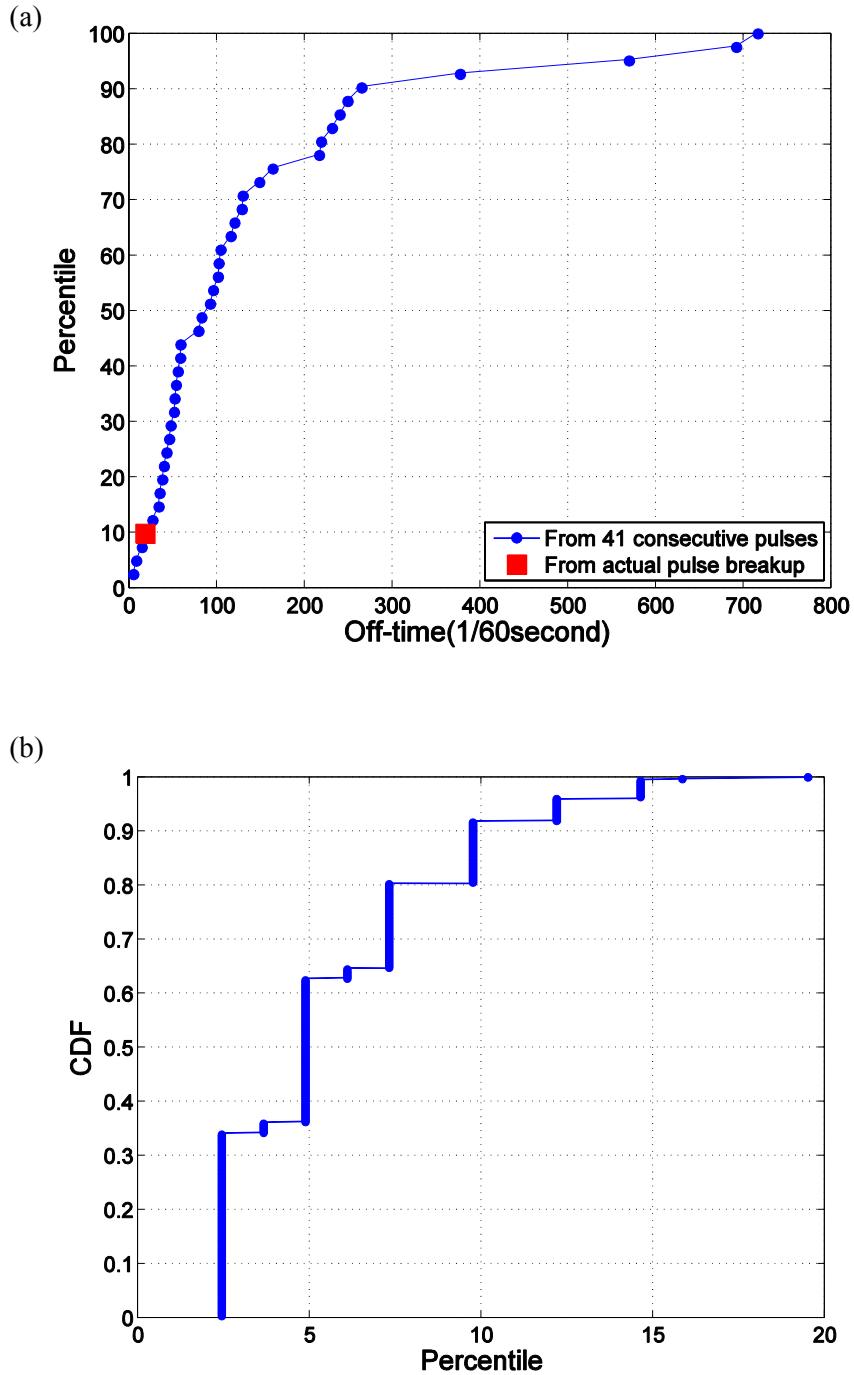 (a)
100
90
80
70
60
50
40
30
20
10
0
Percentile
From 41 consecutive pulses
From actual pulse breakup
0 100 200 300 400 500 600 700 800
Off-time(1/60second)
(b)
1
0.9
0.8
0.7
0.6
0.5
0.4
0.3
0.2
0.1
0
CDF
0 5 10 15 20
Percentile